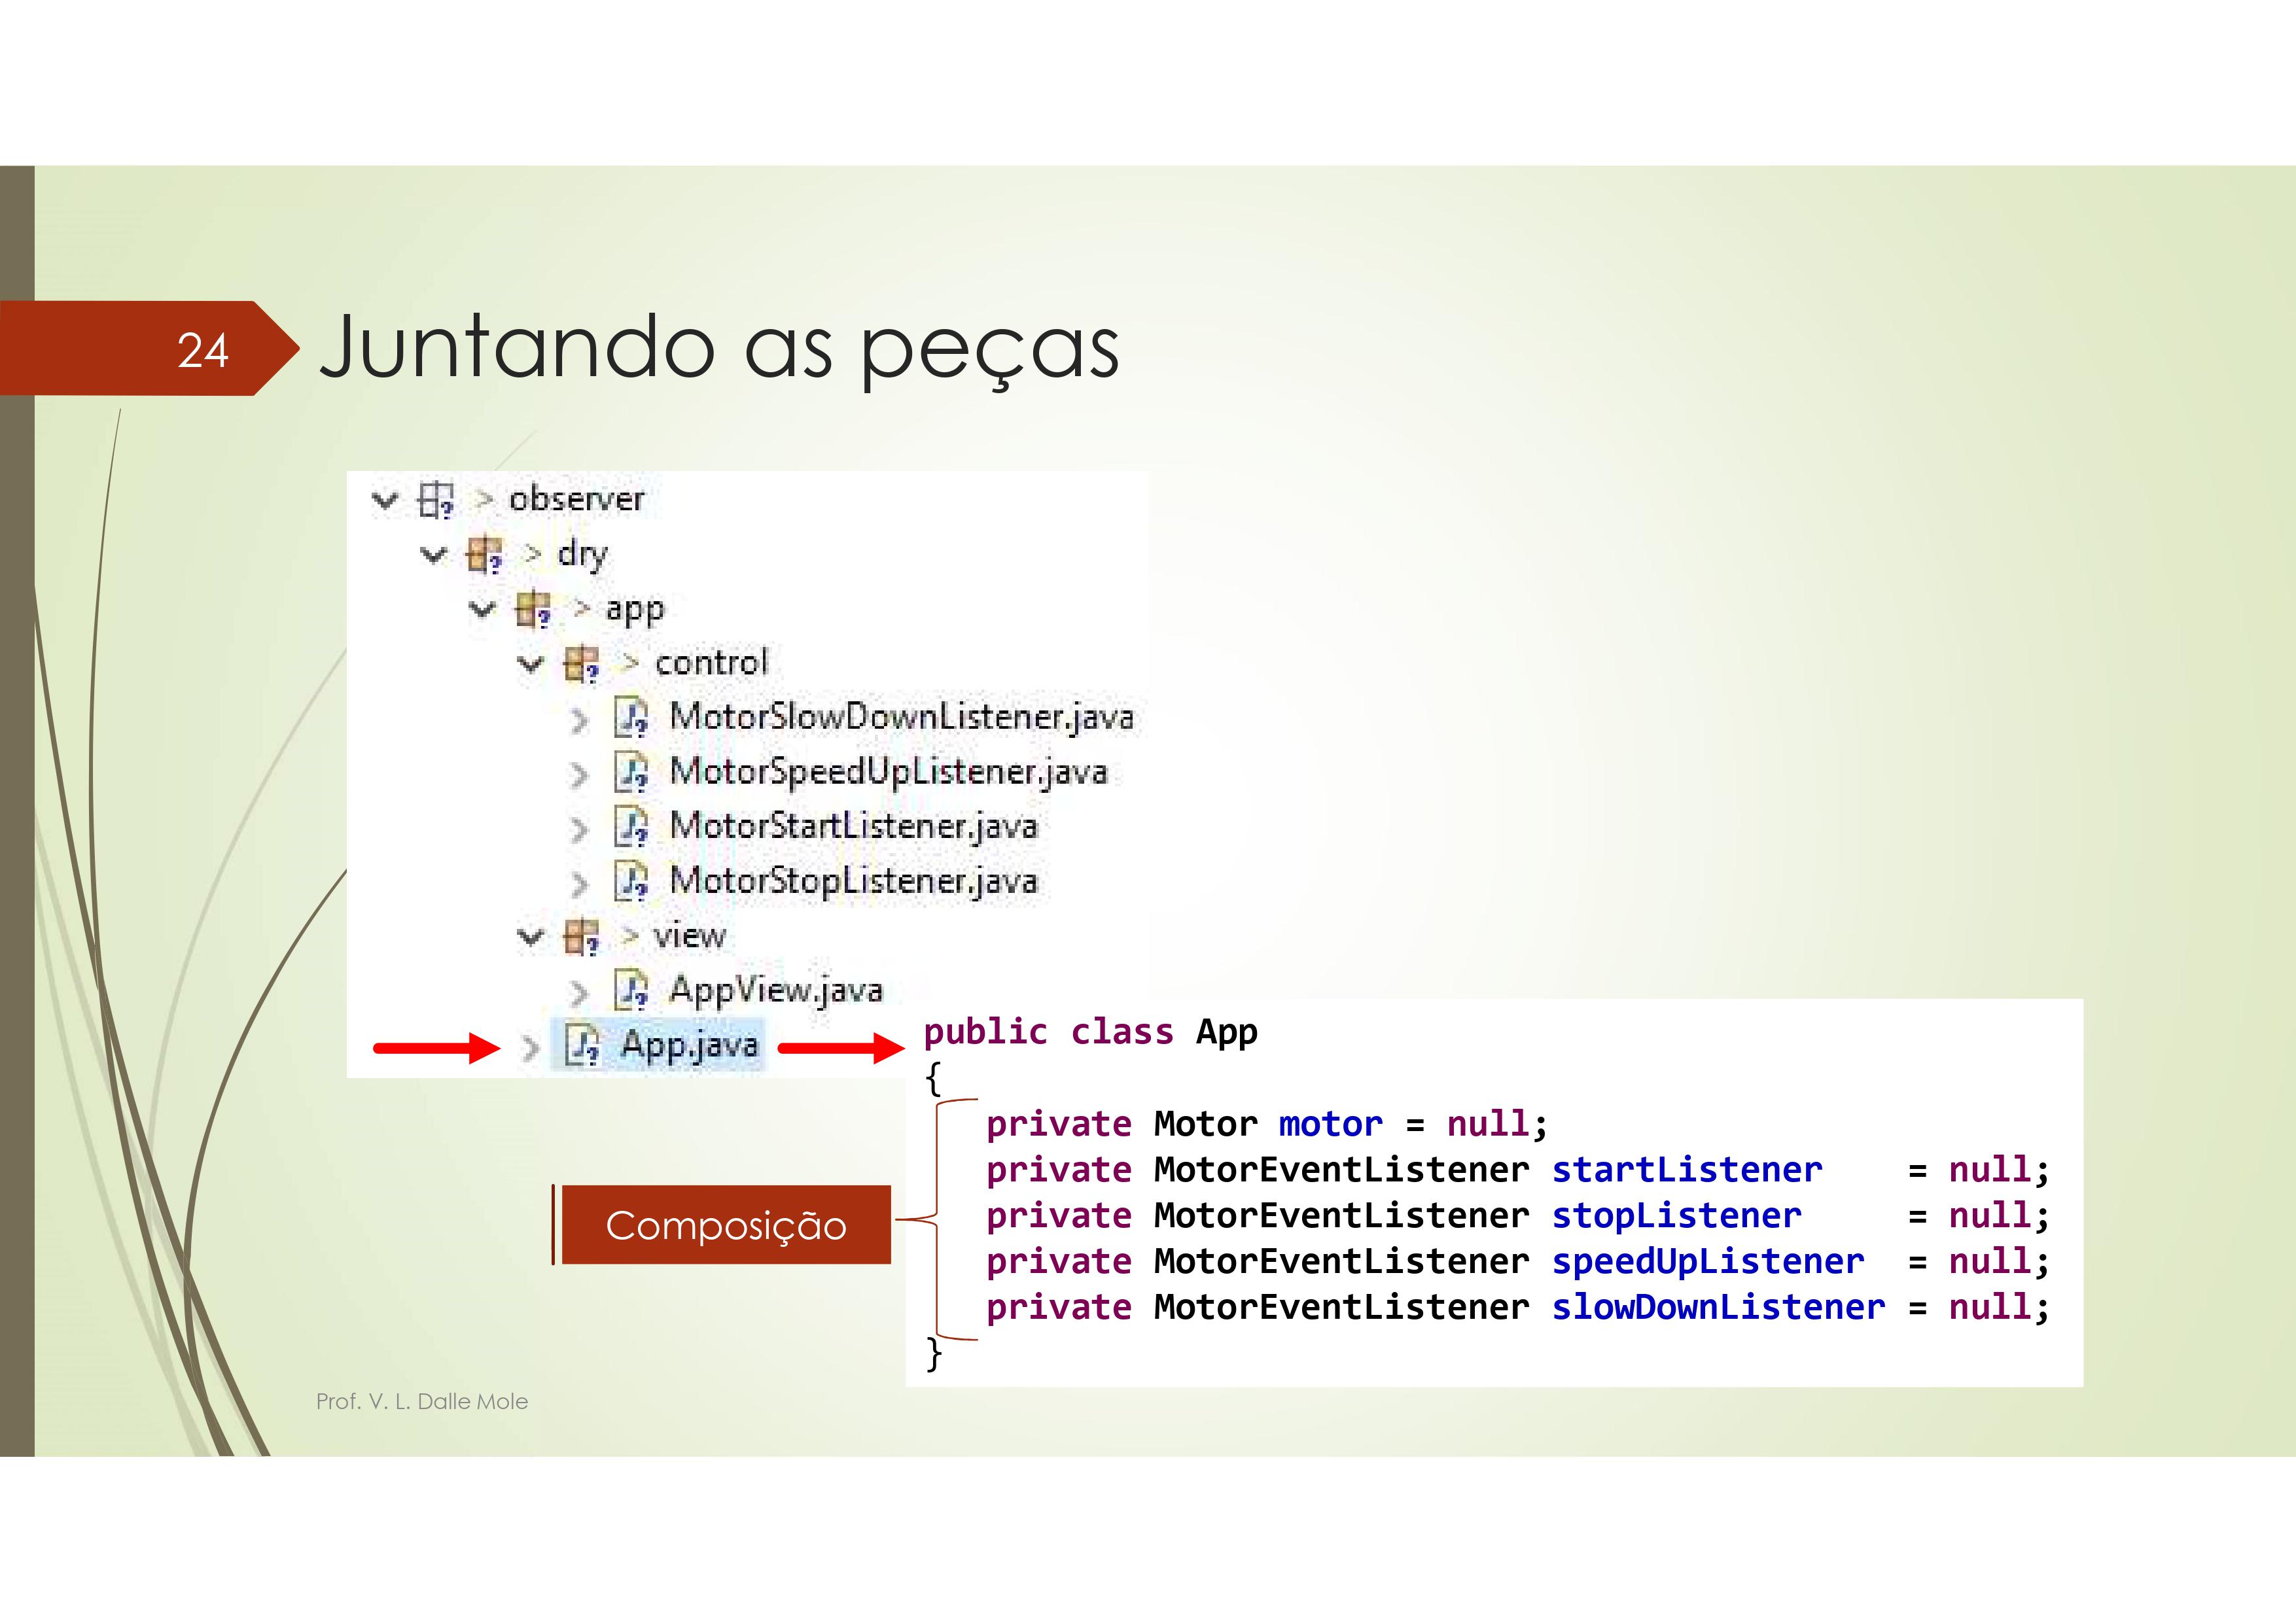 24
Juntando as peças
> observer
> dry
> app
> control
MotorSlowDownListener.java
MotorSpeedUpListener.java
MotorStartListener.java
MotorStopListener.java
> view
AppView.java
App.java
public class App
{
private Motor motor = null;
private MotorEventListener startListener = null;
private MotorEventListener stopListener = null;
private MotorEventListener speedUpListener = null;
private MotorEventListener slowDownListener = null;
}
Composição
Prof. V. L. Dalle Mole